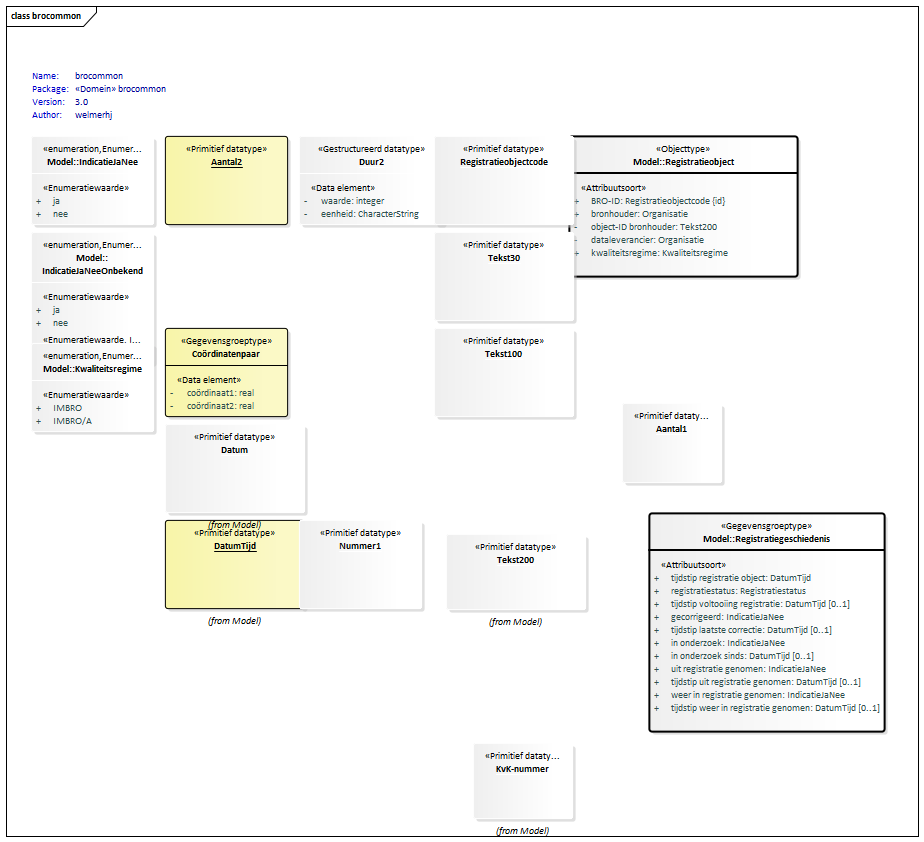 class brocommon
Name: brocommon
Package: «Domein» brocommon
Version: 3.0
Author: welmerhj
«enumeration,Enumer...
Model::IndicatieJaNee
«Enumeratiewaarde»
+ ja
+ nee
«Primitief datatype»
Aantal2
«Gestructureerd datatype»
Duur2
«Data element»
- waarde: integer
- eenheid: CharacterString
«Primitief datatype»
Registratieobjectcode
«Objecttype»
Model::Registratieobject
«Attribuutsoort»
+ BRO-ID: Registratieobjectcode {id}
+ bronhouder: Organisatie
- object-ID bronhouder: Tekst200
- dataleverancier: Organisatie
+ kwaliteitsregime: Kwaliteitsregime
«enumeration,Enumer...
Model::
IndicatieJaNeeOnbekend
«Enumeratiewaarde»
+ ja
+ nee
«Enumeratiewaarde. I...
«Primitief datatype»
Tekst30
«enumeration,Enumer...
Model::Kwaliteitsregime
«Enumeratiewaarde»
+ IMBRO
+ IMBRO/A
«Gegevensgroeptype»
Coördinatenpaar
«Data element»
- coördinaat1: real
- coördinaat2: real
«Primitief datatype»
Tekst100
«Primitief dataty...
Aantal1
«Primitief datatype»
Datum
(from Model)
«Primitief datatype»
DatumTijd
(from Model)
«Primitief datatype»
Nummer1
«Primitief datatype»
Tekst200
(from Model)
«Gegevensgroeptype»
Model::Registratiegeschiedenis
«Attribuutsoort»
+ tijdstip registratie object: DatumTijd
+ registratiestatus: Registratiestatus
+ tijdstip voltooiing registratie: DatumTijd [0..1]
+ gecorrigeerd: IndicatieJaNee
+ tijdstip laatste correctie: DatumTijd [0..1]
+ in onderzoek: IndicatieJaNee
+ in onderzoek sinds: DatumTijd [0..1]
+ uit registratie genomen: IndicatieJaNee
+ tijdstip uit registratie genomen: DatumTijd [0..1]
+ weer in registratie genomen: IndicatieJaNee
+ tijdstip weer in registratie genomen: DatumTijd [0..1]
«Primitief dataty...
KvK-nummer
(from Model)